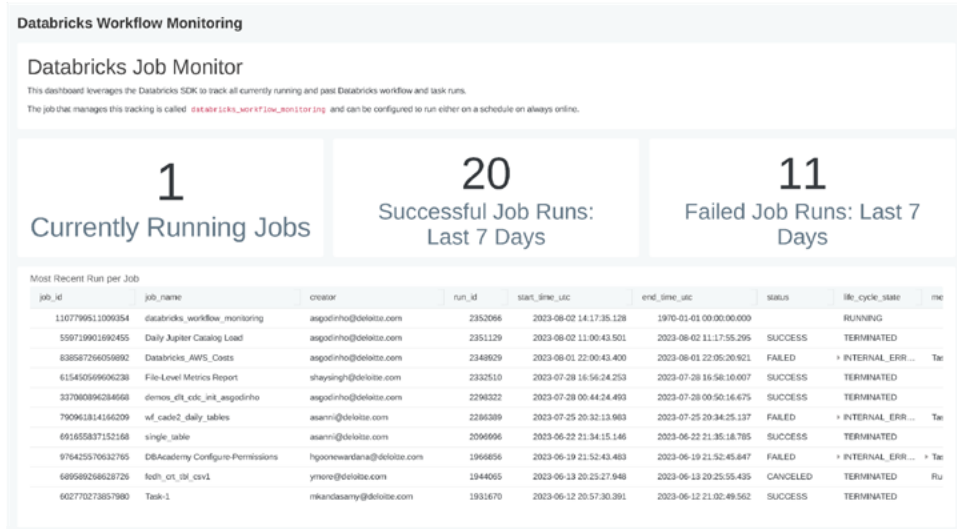 Databricks Workflow Monitoring
Databricks Job Monitor
This dashboard leverages the Databricks SDK to track all currently running and past Databricks workflow and task runs.
The job that manages this tracking is called databricks_workflow_monitoring and can be configured to run either on a schedule on always online.
1
Currently Running Jobs
20
Successful Job Runs:
Last 7 Days
11
Failed Job Runs: Last 7
Days
Most Recent Run per Job
job_id job_name creator run_id start_time_utc end_time_utc status life_cycle_state me
1107799511009354 databricks_workflow_monitoring asgodinho@deloitte.com 2352066 2023-08-02 14:17:35.128 1970-01-01 00:00:00.000 RUNNING
559719901692455 Daily Jupiter Catalog Load asgodinho@deloitte.com 2351129 2023-08-02 11:00:43.501 2023-08-02 11:17:55.295 SUCCESS TERMINATED
838587266059892 Databricks_AWS_Costs asgodinho@deloitte.com 2348929 2023-08-01 22:00:43.400 2023-08-01 22:05:20.921 FAILED INTERNAL_ERR... Tas
615450569606238 File-Level Metrics Report shaysingh@deloitte.com 2332510 2023-07-28 16:56:24.253 2023-07-28 16:58:10.007 SUCCESS TERMINATED
337080896284668 demos_dlt_cdc_init_asgodinho asgodinho@deloitte.com 2298322 2023-07-28 00:44:24.493 2023-07-28 00:50:16.675 SUCCESS TERMINATED
790961814166209 wf_cade2_daily_tables asanni@deloitte.com 2286389 2023-07-25 20:32:13.983 2023-07-25 20:34:25.137 FAILED INTERNAL_ERR... Tas
691655837152168 single_table asanni@deloitte.com 2096996 2023-06-22 21:34:15.146 2023-06-22 21:35:18.785 SUCCESS TERMINATED
976425570632765 DBAcademy Configure-Permissions hgoonewardana@deloitte.com 1966856 2023-06-19 21:52:43.483 2023-06-19 21:52:45.847 FAILED INTERNAL_ERR... Tas
689589268628726 ymore@deloitte.com 1944065 2023-06-13 20:25:27.948 2023-06-13 20:25:55.435 CANCELED TERMINATED Ru
602770273857980 Task-1 mkandasamy@deloitte.com 1931670 2023-06-12 20:57:30.391 2023-06-12 21:02:49.562 SUCCESS TERMINATED